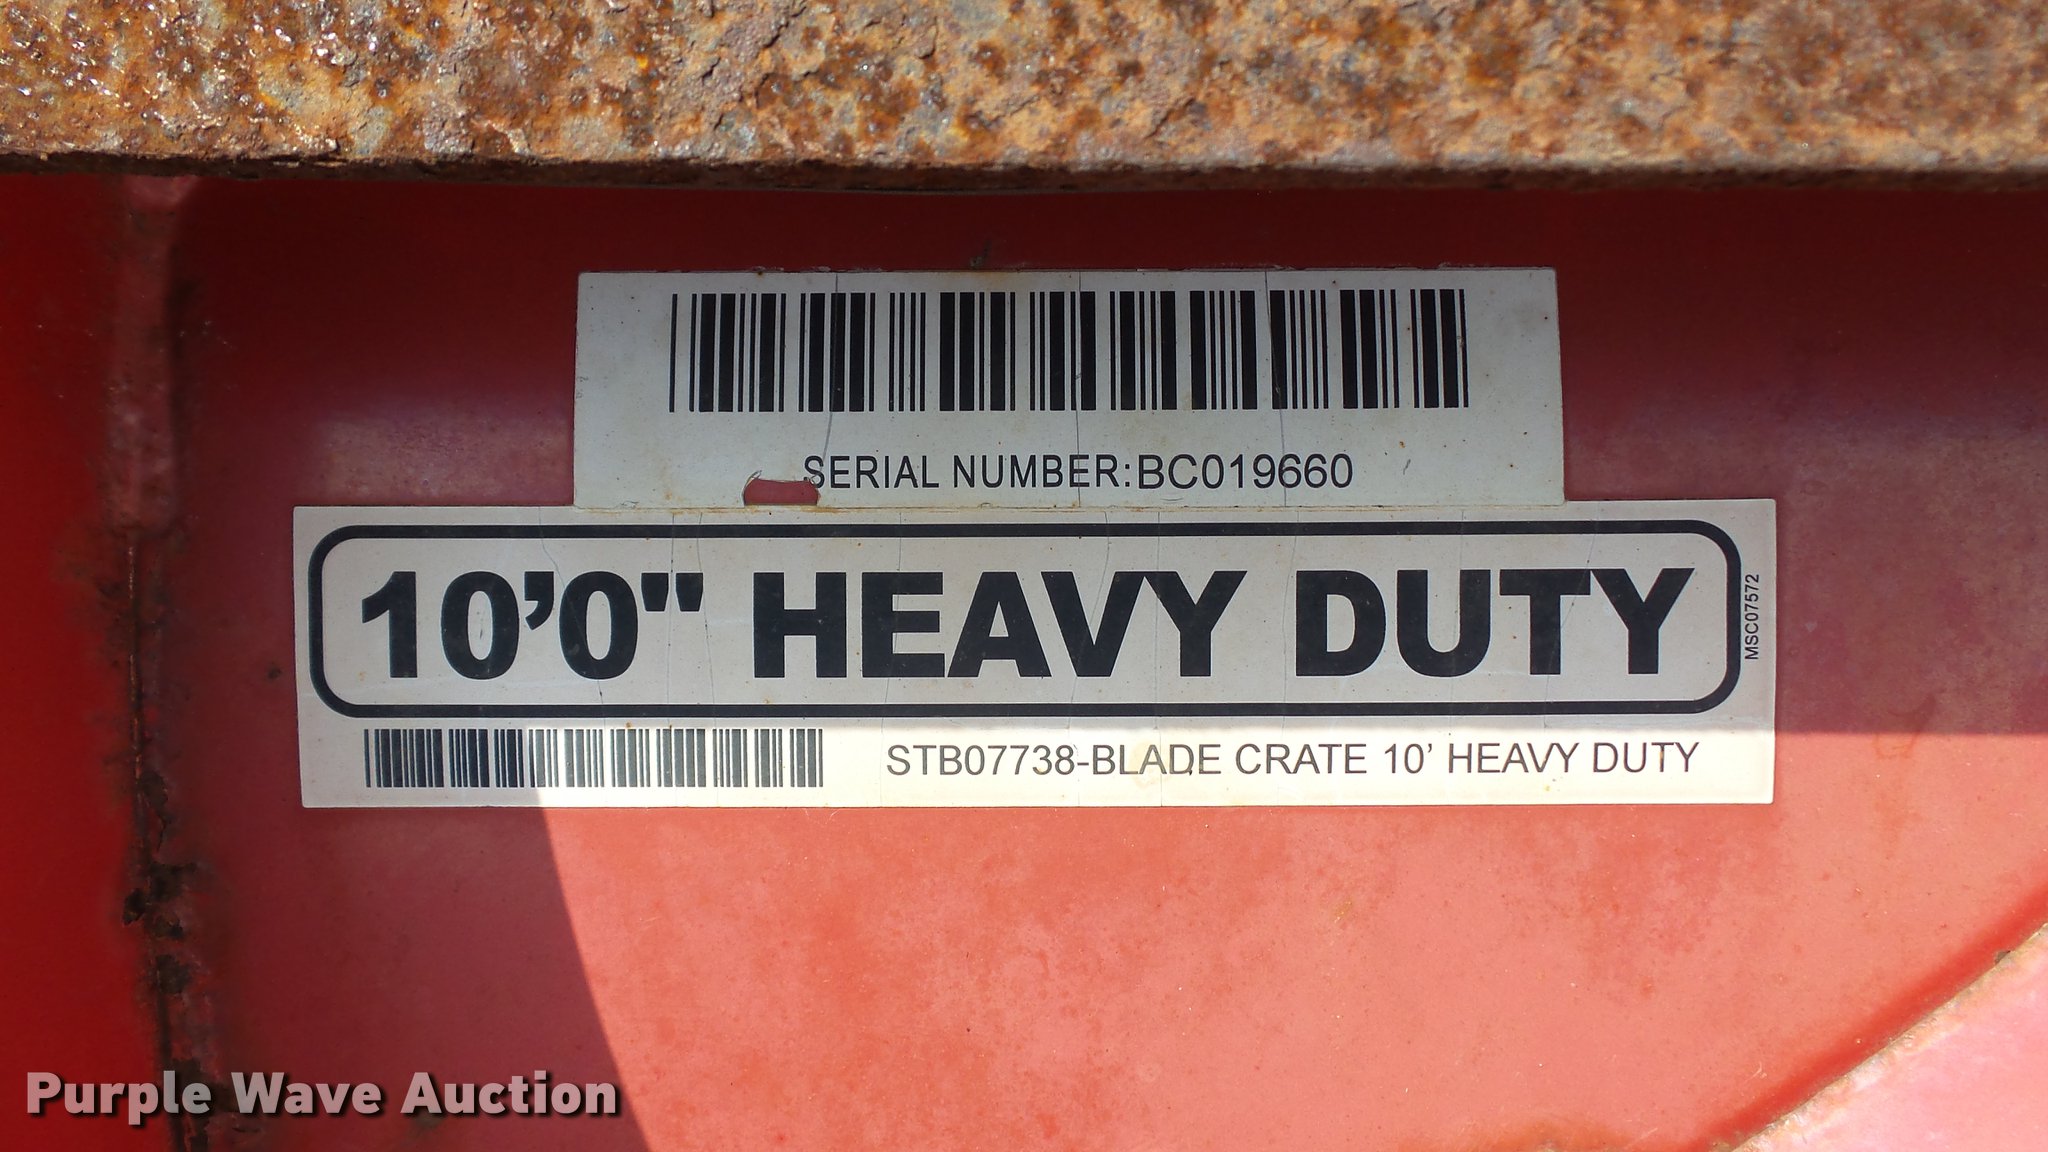 SERIAL NUMBER:BC019660
10'0" HEAVY DUTY
MSC07572
STB07738-BLADE CRATE 10' HEAVY DUTY
Purple Wave Auction